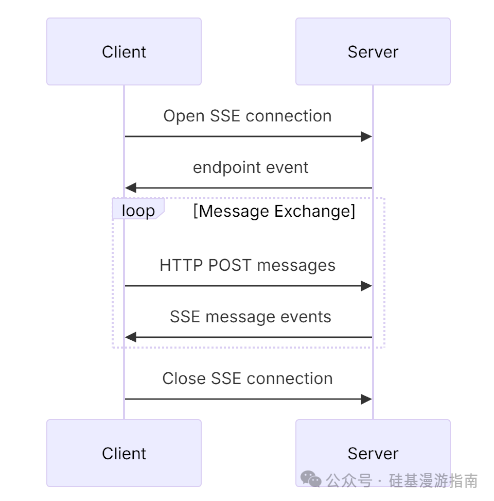 Client Server
Open SSE connection
endpoint event
loop [Message Exchange]
HTTP POST messages
SSE message events
Close SSE connection
Client Server
公众号 · 硅基漫游指南